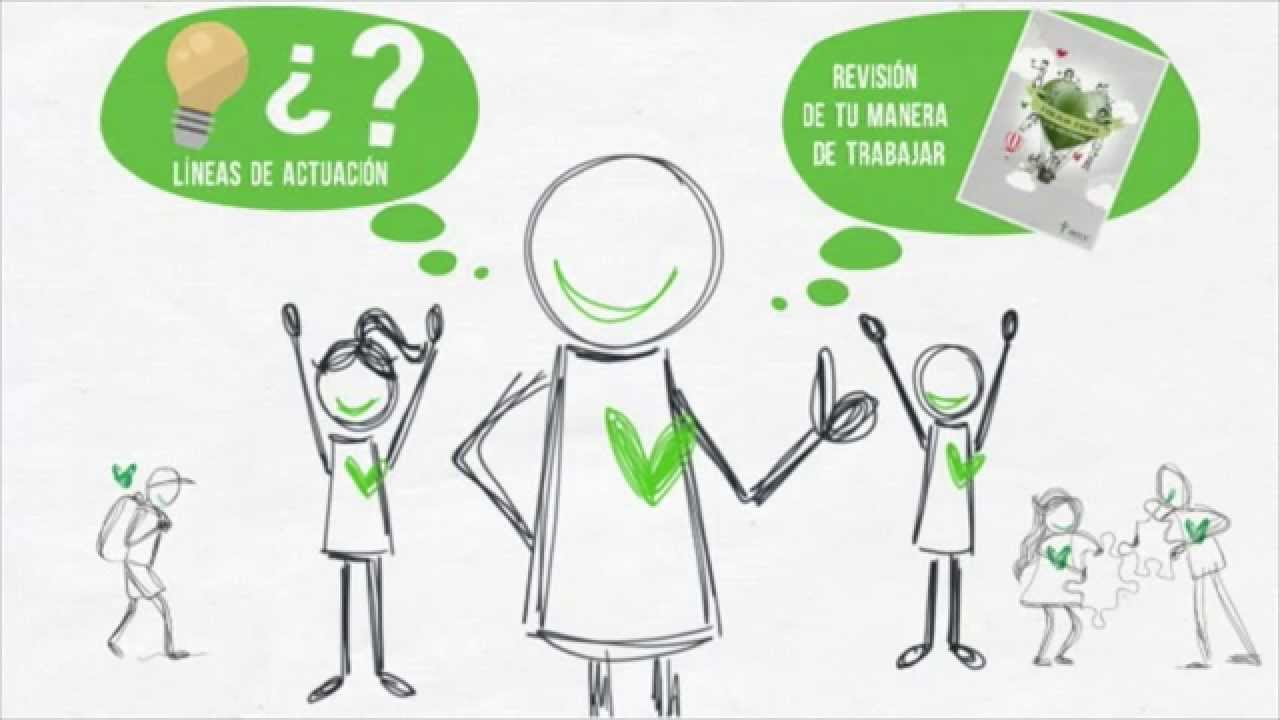 ¿?
LÍNEAS DE ACTUACIÓN
REVISIÓN
DE TU MANERA
DE TRABAJAR